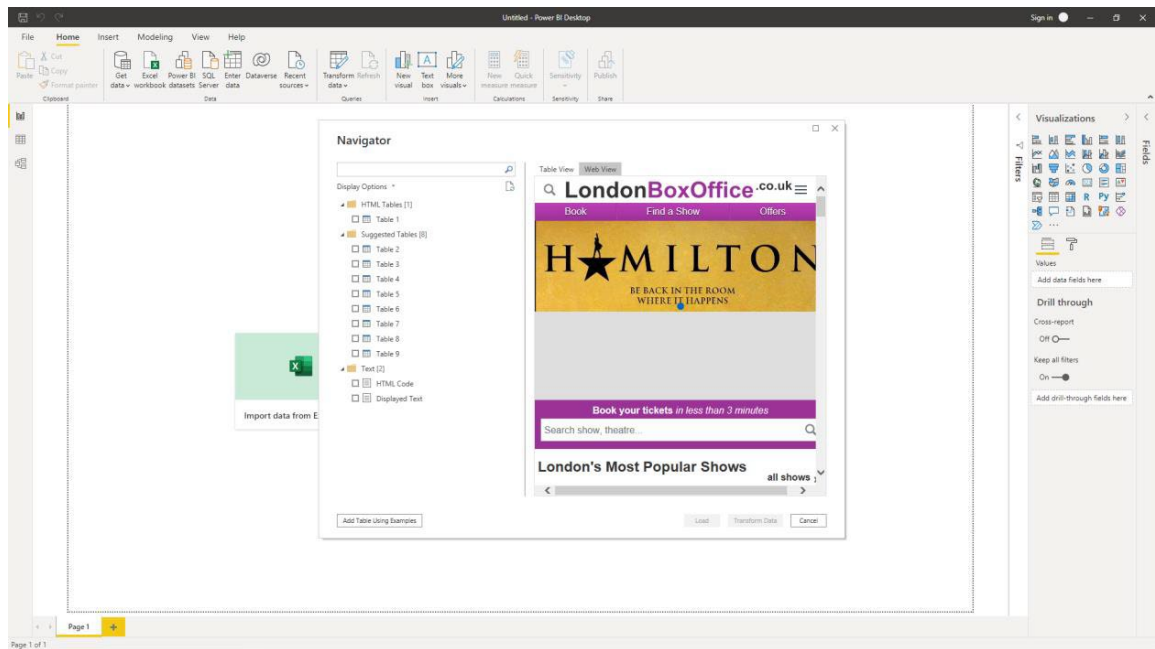 Untitled - Power BI Desktop
Sign in
File Home Insert Modeling View Help
Paste
Cut
Copy
Format painter
Clipboard
Get data
Excel workbook
Power BI datasets
SQL Server
Enter data
Dataverse
Recent sources
Data
Transform data
Refresh
Queries
New visual
Text box
More visuals
Insert
New measure
Quick measure
Calculations
Sensitivity
Sensitivity
Publish
Share
Navigator
Display Options
HTML Tables [1]
Table 1
Suggested Tables [8]
Table 2
Table 3
Table 4
Table 5
Table 6
Table 7
Table 8
Table 9
Text [2]
HTML Code
Displayed Text
Table View Web View
LondonBoxOffice.co.uk
Book Find a Show Offers
HAMILTON
BE BACK IN THE ROOM
WHERE IT HAPPENS
Book your tickets in less than 3 minutes
Search show, theatre...
London's Most Popular Shows
all shows
Add Table Using Examples
Load Transform Data Cancel
Import data from E
Filters
Visualizations
R Py
Values
Add data fields here
Drill through
Cross-report
Off
Keep all filters
On
Add drill-through fields here
Fields
Page 1
Page 1 of 1